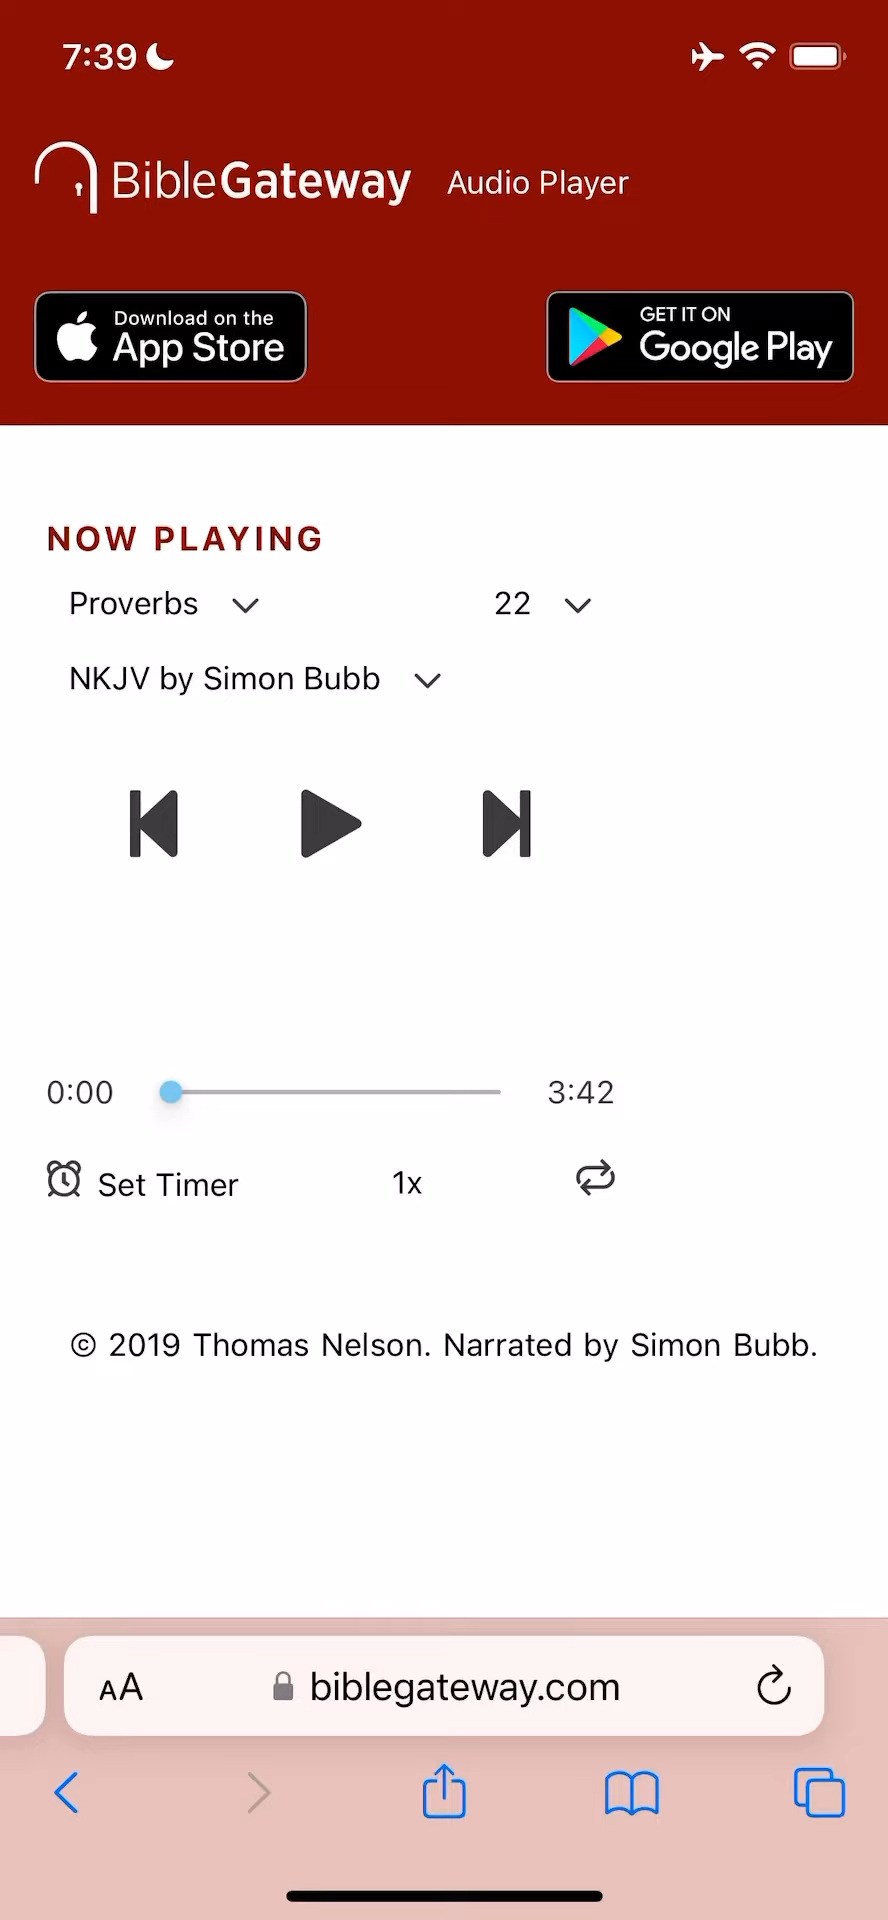 7:39
BibleGateway Audio Player
Download on the
App Store
GET IT ON
Google Play
NOW PLAYING
Proverbs 22
NKJV by Simon Bubb
0:00 3:42
Set Timer 1x
© 2019 Thomas Nelson. Narrated by Simon Bubb.
AA biblegateway.com